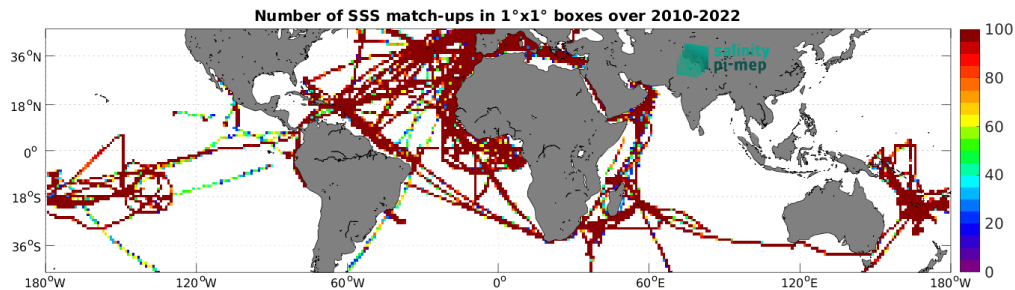 Number of SSS match-ups in 1°x1° boxes over 2010-2022
36°N
18°N
0°
18°S
36°S
180°W
120°W
60°W
0°
60°E
120°E
180°W
salinity
pi-mep
100
80
60
40
20
0